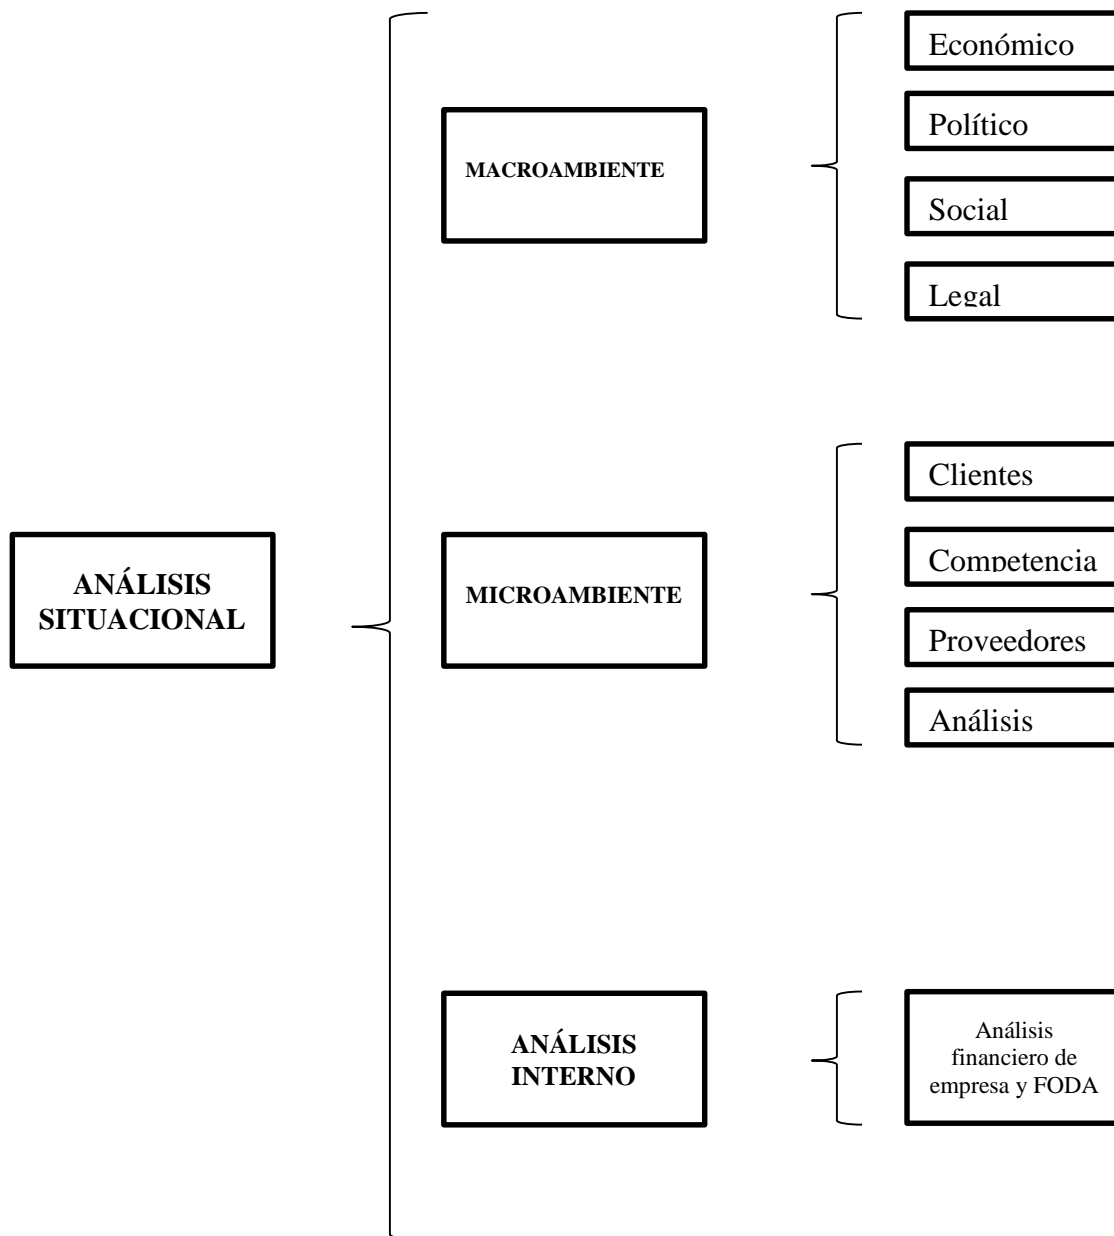 Económico
Político
MACROAMBIENTE
Social
Legal
Clientes
ANÁLISIS
SITUACIONAL
MICROAMBIENTE
Competencia
Proveedores
Análisis
ANÁLISIS
INTERNO
Análisis
financiero de
empresa y FODA